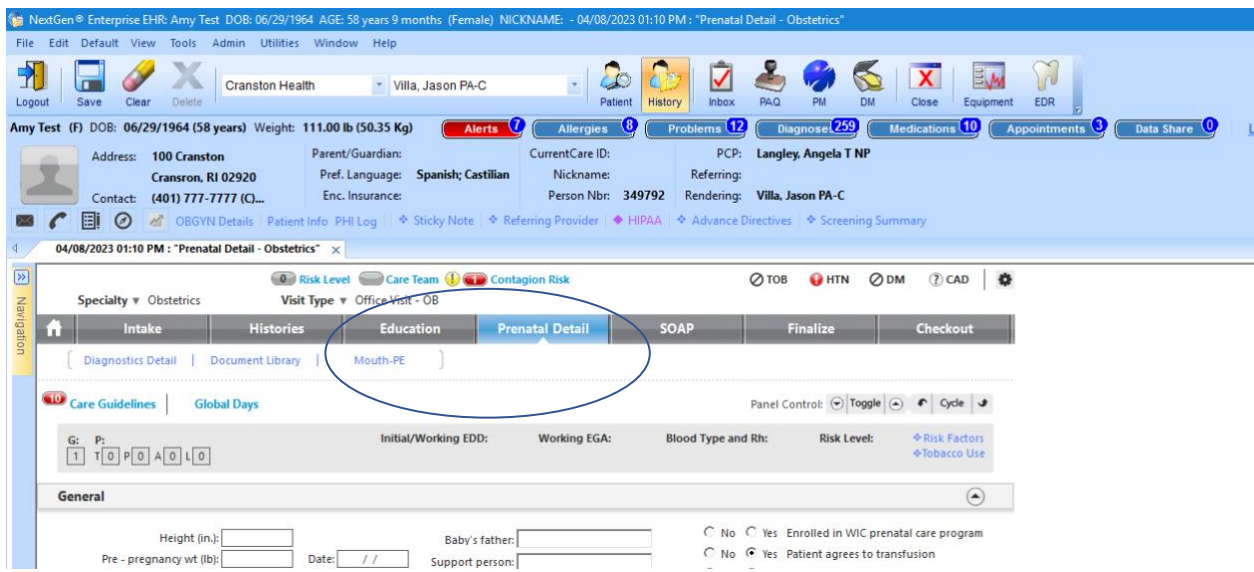 NextGen® Enterprise EHR: Amy Test DOB: 06/29/1964 AGE: 58 years 9 months (Female) NICKNAME: - 04/08/2023 01:10 PM : "Prenatal Detail - Obstetrics"
File Edit Default View Tools Admin Utilities Window Help
Cranston Health Villa, Jason PA-C
Logout Save Clear Delete Patient History Inbox PAQ PM DM Close Equipment EDR
Amy Test (F) DOB: 06/29/1964 (58 years) Weight: 111.00 lb (50.35 Kg) Alerts 7 Allergies 8 Problems 12 Diagnoses 259 Medications 10 Appointments 3 Data Share 0
Address: 100 Cranston Parent/Guardian: CurrentCare ID: PCP: Langley, Angela T NP
Cransron, RI 02920 Pref. Language: Spanish; Castilian Nickname: Referring:
Contact: (401) 777-7777 (C)... Enc. Insurance: Person Nbr: 349792 Rendering: Villa, Jason PA-C
OBGYN Details Patient Info PHI Log Sticky Note Referring Provider HIPAA Advance Directives Screening Summary
04/08/2023 01:10 PM : "Prenatal Detail - Obstetrics" x
Navigation
0 Risk Level Care Team ! Contagion Risk TOB ! HTN DM ? CAD
Specialty Obstetrics Visit Type Office Visit - OB
Intake Histories Education Prenatal Detail SOAP Finalize Checkout
[ Diagnostics Detail | Document Library | Mouth-PE ]
10 Care Guidelines | Global Days Panel Control: Toggle Cycle
G: P: Initial/Working EDD: Working EGA: Blood Type and Rh: Risk Level: Risk Factors
1 T 0 P 0 A 0 L 0 Tobacco Use
General
Height (in.): Baby's father: No Yes Enrolled in WIC prenatal care program
Pre - pregnancy wt (lb): Date: / / Support person: No Yes Patient agrees to transfusion